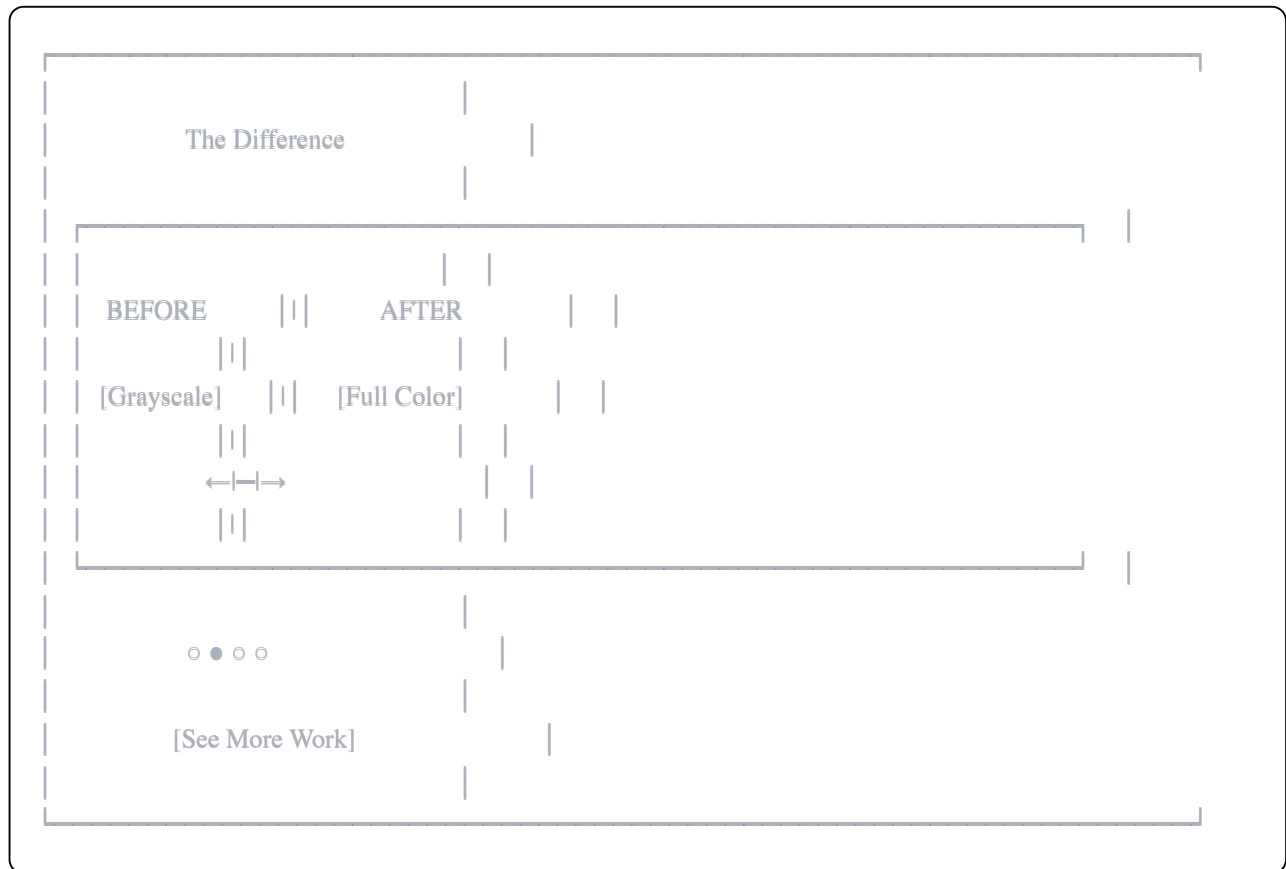 The Difference
BEFORE AFTER
[Grayscale] [Full Color]
←|—|→
○ ● ○ ○
[See More Work]